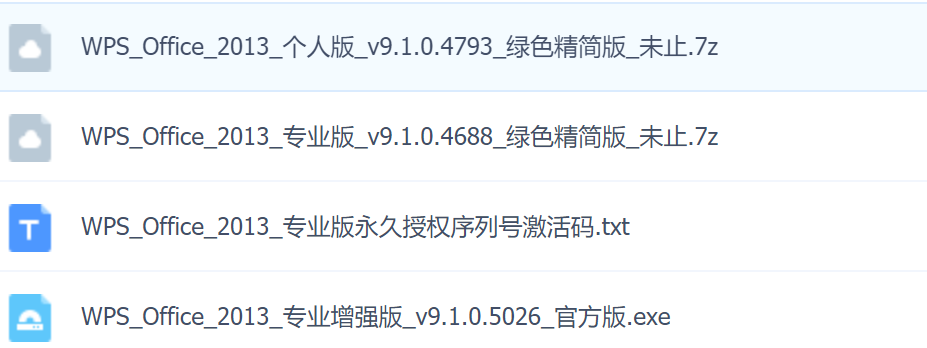 WPS_Office_2013_个人版_v9.1.0.4793_绿色精简版_未止.7z
WPS_Office_2013_专业版_v9.1.0.4688_绿色精简版_未止.7z
WPS_Office_2013_专业版永久授权序列号激活码.txt
WPS_Office_2013_专业增强版_v9.1.0.5026_官方版.exe